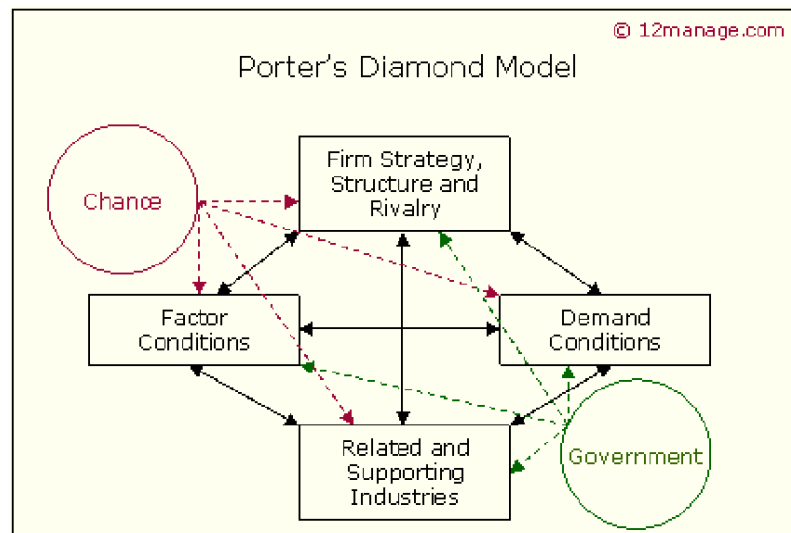 © 12manage.com
Porter's Diamond Model
Firm Strategy,
Structure and
Rivalry
Chance
Factor
Conditions
Demand
Conditions
Related and
Supporting
Industries
Government